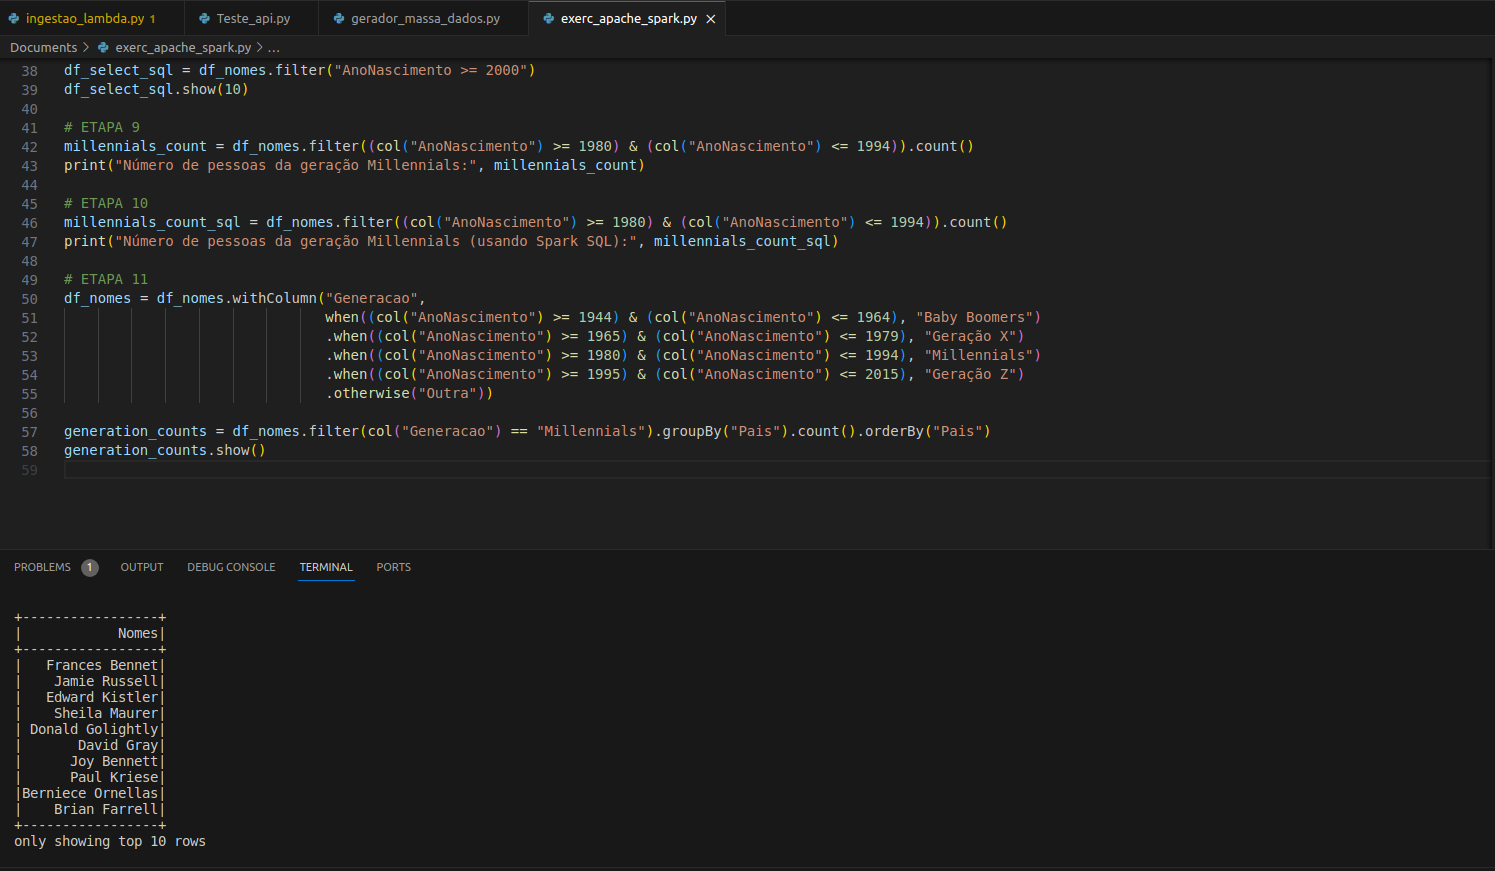 ingestao_lambda.py 1 Teste_api.py gerador_massa_dados.py exerc_apache_spark.py ×
Documents > exerc_apache_spark.py > ...
38 df_select_sql = df_nomes.filter("AnoNascimento >= 2000")
39 df_select_sql.show(10)
40
41 # ETAPA 9
42 millennials_count = df_nomes.filter((col("AnoNascimento") >= 1980) & (col("AnoNascimento") <= 1994)).count()
43 print("Número de pessoas da geração Millennials:", millennials_count)
44
45 # ETAPA 10
46 millennials_count_sql = df_nomes.filter((col("AnoNascimento") >= 1980) & (col("AnoNascimento") <= 1994)).count()
47 print("Número de pessoas da geração Millennials (usando Spark SQL):", millennials_count_sql)
48
49 # ETAPA 11
50 df_nomes = df_nomes.withColumn("Generacao",
51 when((col("AnoNascimento") >= 1944) & (col("AnoNascimento") <= 1964), "Baby Boomers")
52 .when((col("AnoNascimento") >= 1965) & (col("AnoNascimento") <= 1979), "Geração X")
53 .when((col("AnoNascimento") >= 1980) & (col("AnoNascimento") <= 1994), "Millennials")
54 .when((col("AnoNascimento") >= 1995) & (col("AnoNascimento") <= 2015), "Geração Z")
55 .otherwise("Outra"))
56
57 generation_counts = df_nomes.filter(col("Generacao") == "Millennials").groupBy("Pais").count().orderBy("Pais")
58 generation_counts.show()
59
PROBLEMS 1 OUTPUT DEBUG CONSOLE TERMINAL PORTS
+-----------------+
|            Nomes|
+-----------------+
|   Frances Bennet|
|    Jamie Russell|
|   Edward Kistler|
|    Sheila Maurer|
| Donald Golightly|
|       David Gray|
|      Joy Bennett|
|      Paul Kriese|
|Berniece Ornellas|
|    Brian Farrell|
+-----------------+
only showing top 10 rows